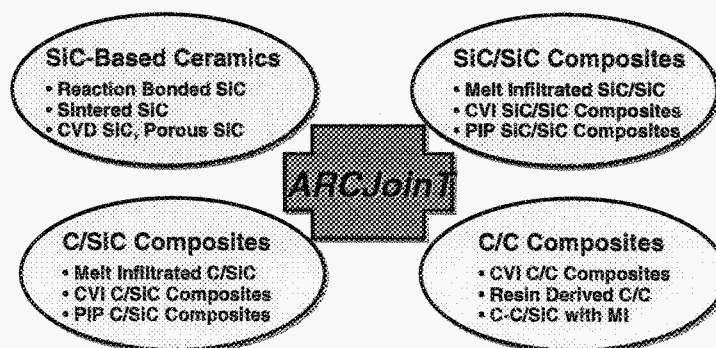 SiC-Based Ceramics
• Reaction Bonded SiC
• Sintered SiC
• CVD SiC, Porous SiC
SiC/SiC Composites
• Melt Infiltrated SiC/SiC
• CVI SiC/SiC Composites
• PIP SiC/SiC Composites
ARCJoinT
C/SiC Composites
• Melt Infiltrated C/SiC
• CVI C/SiC Composites
• PIP C/SiC Composites
C/C Composites
• CVI C/C Composites
• Resin Derived C/C
• C-C/SiC with MI